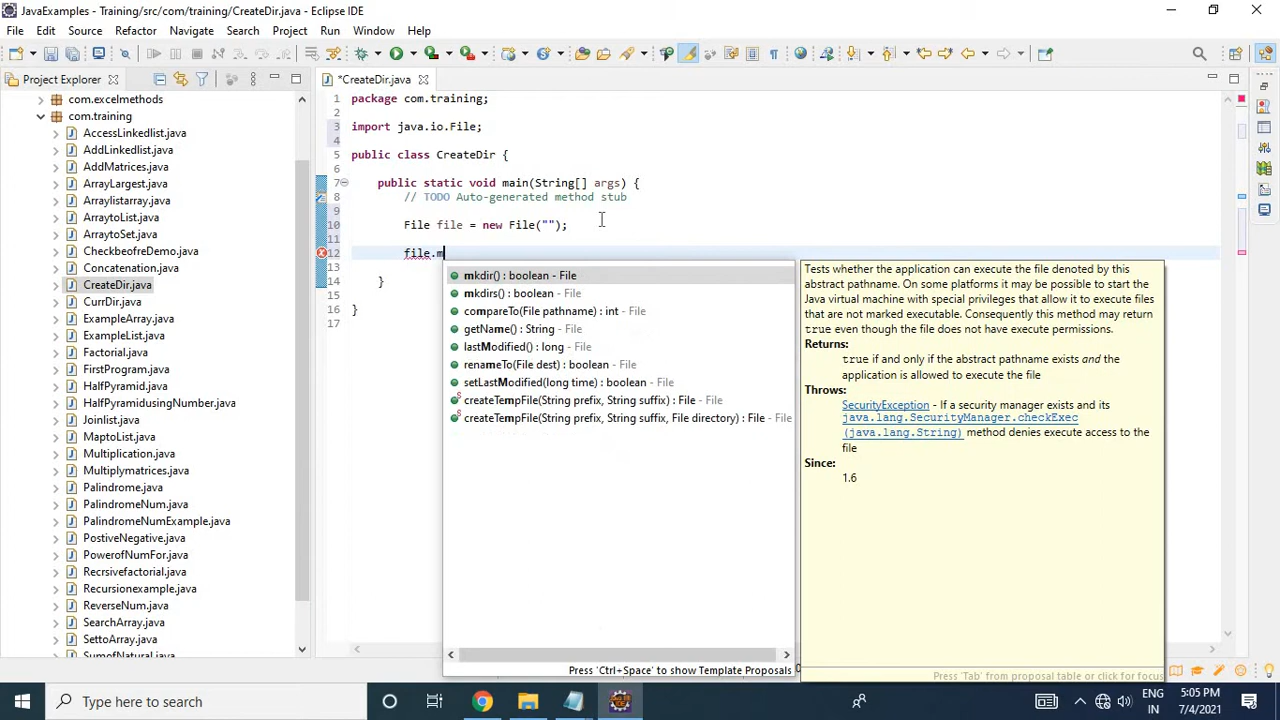 JavaExamples - Training/src/com/training/CreateDir.java - Eclipse IDE
File Edit Source Refactor Navigate Search Project Run Window Help
Project Explorer
*CreateDir.java
com.excelmethods
com.training
AccessLinkedlist.java
AddLinkedlist.java
AddMatrices.java
ArrayLargest.java
Arraylistarray.java
ArraytoList.java
ArraytoSet.java
CheckbeofreDemo.java
Concatenation.java
CreateDir.java
CurrDir.java
ExampleArray.java
ExampleList.java
Factorial.java
FirstProgram.java
HalfPyramid.java
HalfPyramidusingNumber.java
Joinlist.java
MaptoList.java
Multiplication.java
Multiplymatrices.java
Palindrome.java
PalindromeNum.java
PalindromeNumExample.java
PostiveNegative.java
PowerofNumFor.java
Recrsivefactorial.java
Recursionexample.java
ReverseNum.java
SearchArray.java
SettoArray.java
SumofNatural.java
1 package com.training;
2
3 import java.io.File;
4
5 public class CreateDir {
6
7 public static void main(String[] args) {
8 // TODO Auto-generated method stub
9
10 File file = new File("");
11
12 file.m
13
14 }
15
16 }
17
mkdir() : boolean - File
mkdirs() : boolean - File
compareTo(File pathname) : int - File
getName() : String - File
lastModified() : long - File
renameTo(File dest) : boolean - File
setLastModified(long time) : boolean - File
createTempFile(String prefix, String suffix) : File - File
createTempFile(String prefix, String suffix, File directory) : File - File
Press 'Ctrl+Space' to show Template Proposals
Tests whether the application can execute the file denoted by this
abstract pathname. On some platforms it may be possible to start the
Java virtual machine with special privileges that allow it to execute files
that are not marked executable. Consequently this method may return
true even though the file does not have execute permissions.
Returns:
true if and only if the abstract pathname exists and the
application is allowed to execute the file
Throws:
SecurityException - If a security manager exists and its
java.lang.SecurityManager.checkExec
(java.lang.String) method denies execute access to the
file
Since:
1.6
Press 'Tab' from proposal table or click for focus
Type here to search
ENG
IN
5:05 PM
7/4/2021